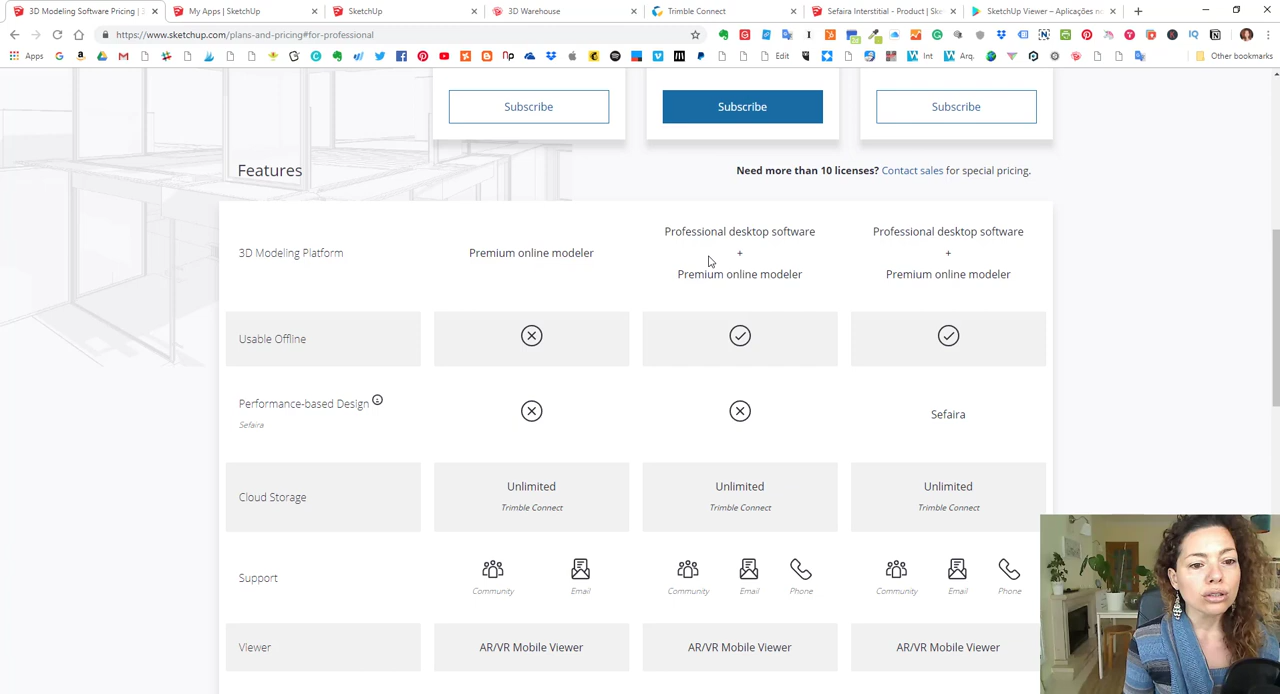 3D Modeling Software Pricing |
My Apps | SketchUp
SketchUp
3D Warehouse
Trimble Connect
Sefaira Interstitial - Product | Sk
SketchUp Viewer – Aplicações no
https://www.sketchup.com/plans-and-pricing#for-professional
Apps
Edit
Int
Arq.
Other bookmarks
Subscribe
Subscribe
Subscribe
Features
Need more than 10 licenses? Contact sales for special pricing.
3D Modeling Platform
Premium online modeler
Professional desktop software
+
Premium online modeler
Professional desktop software
+
Premium online modeler
Usable Offline
Performance-based Design
Sefaira
Sefaira
Cloud Storage
Unlimited
Trimble Connect
Unlimited
Trimble Connect
Unlimited
Trimble Connect
Support
Community
Email
Community
Email
Phone
Community
Email
Phone
Viewer
AR/VR Mobile Viewer
AR/VR Mobile Viewer
AR/VR Mobile Viewer